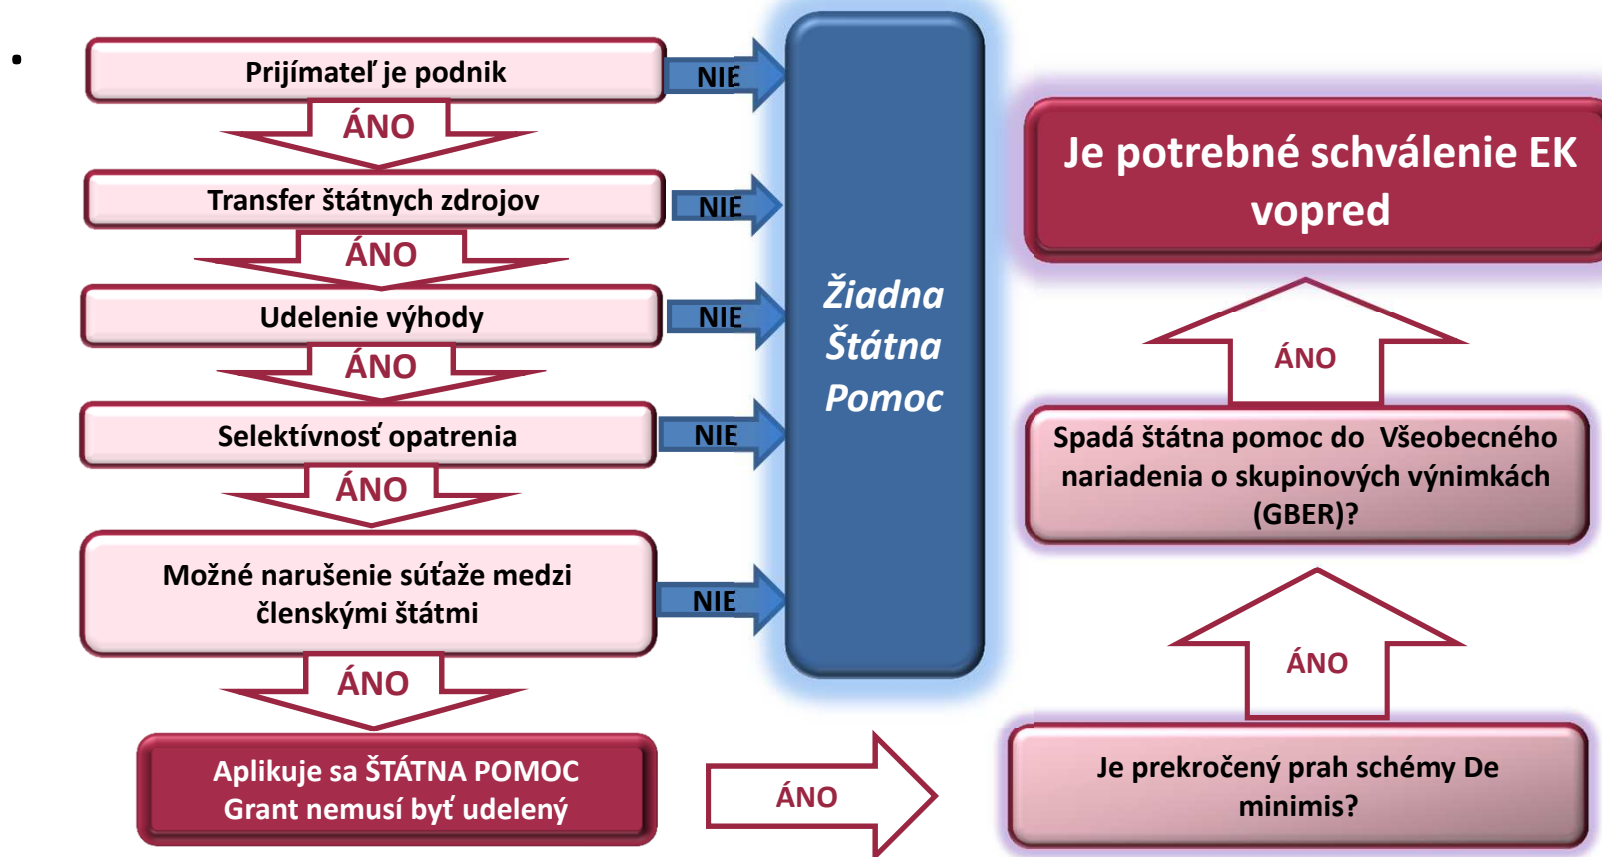 Prijímateľ je podnik
NIE
ÁNO
Transfer štátnych zdrojov
NIE
ÁNO
Udelenie výhody
NIE
ÁNO
Selektívnosť opatrenia
NIE
ÁNO
Možné narušenie súťaže medzi
členskými štátmi
NIE
ÁNO
Aplikuje sa ŠTÁTNA POMOC
Grant nemusí byť udelený
Žiadna
Štátna
Pomoc
ÁNO
Je prekročený prah schémy De
minimis?
ÁNO
Spadá štátna pomoc do Všeobecného
nariadenia o skupinových výnimkách
(GBER)?
ÁNO
Je potrebné schválenie EK
vopred